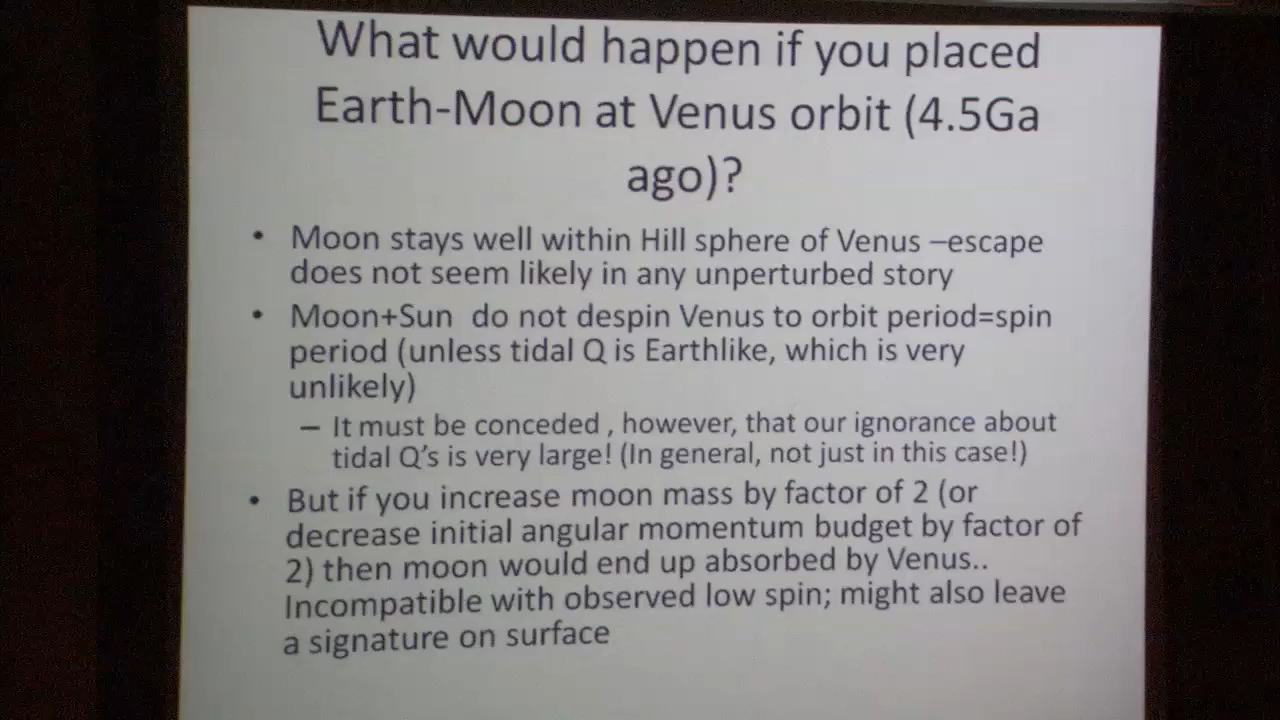 What would happen if you placed
Earth-Moon at Venus orbit (4.5Ga
ago)?
• Moon stays well within Hill sphere of Venus –escape
does not seem likely in any unperturbed story
• Moon+Sun do not despin Venus to orbit period=spin
period (unless tidal Q is Earthlike, which is very
unlikely)
– It must be conceded , however, that our ignorance about
tidal Q's is very large! (In general, not just in this case!)
• But if you increase moon mass by factor of 2 (or
decrease initial angular momentum budget by factor of
2) then moon would end up absorbed by Venus..
Incompatible with observed low spin; might also leave
a signature on surface